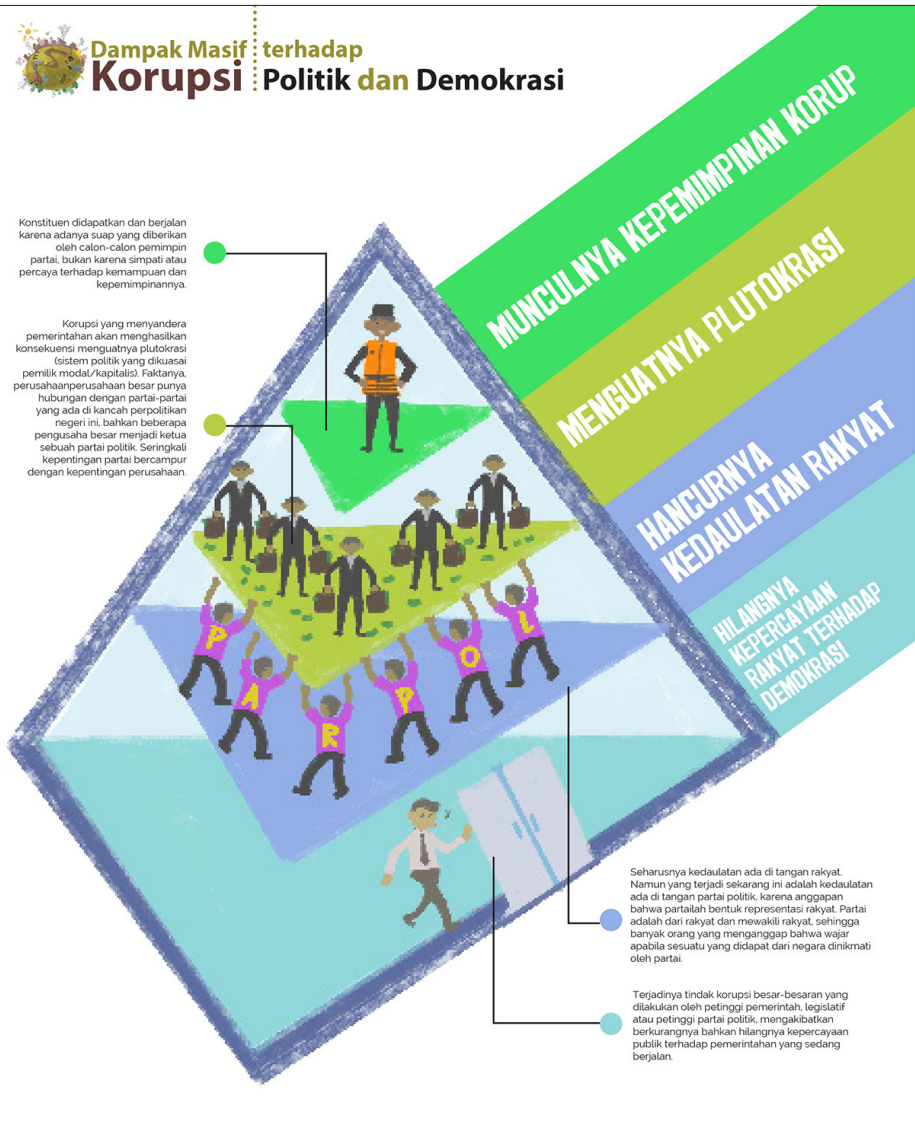 Dampak Masif terhadap
Korupsi Politik dan Demokrasi
MUNCULNYA KEPEMIMPINAN KORUP
MENGUATNYA PLUTOKRASI
HANCURNYA
KEDAULATAN RAKYAT
HILANGNYA
KEPERCAYAAN
RAKYAT TERHADAP
DEMOKRASI
Konstituen didapatkan dan berjalan
karena adanya suap yang diberikan
oleh calon-calon pemimpin
partai, bukan karena simpati atau
percaya terhadap kemampuan dan
kepemimpinannya.
Korupsi yang menyandera
pemerintahan akan menghasilkan
konsekuensi menguatnya plutokrasi
(sistem politik yang dikuasai
pemilik modal/kapitalis). Faktanya,
perusahaanperusahaan besar punya
hubungan dengan partai-partai
yang ada di kancah perpolitikan
negeri ini, bahkan beberapa
pengusaha besar menjadi ketua
sebuah partai politik. Seringkali
kepentingan partai bercampur
dengan kepentingan perusahaan.
P A R P O L
Seharusnya kedaulatan ada di tangan rakyat.
Namun yang terjadi sekarang ini adalah kedaulatan
ada di tangan partai politik, karena anggapan
bahwa partailah bentuk representasi rakyat. Partai
adalah dari rakyat dan mewakili rakyat, sehingga
banyak orang yang menganggap bahwa wajar
apabila sesuatu yang didapat dari negara dinikmati
oleh partai.
Terjadinya tindak korupsi besar-besaran yang
dilakukan oleh petinggi pemerintah, legislatif
atau petinggi partai politik, mengakibatkan
berkurangnya bahkan hilangnya kepercayaan
publik terhadap pemerintahan yang sedang
berjalan.